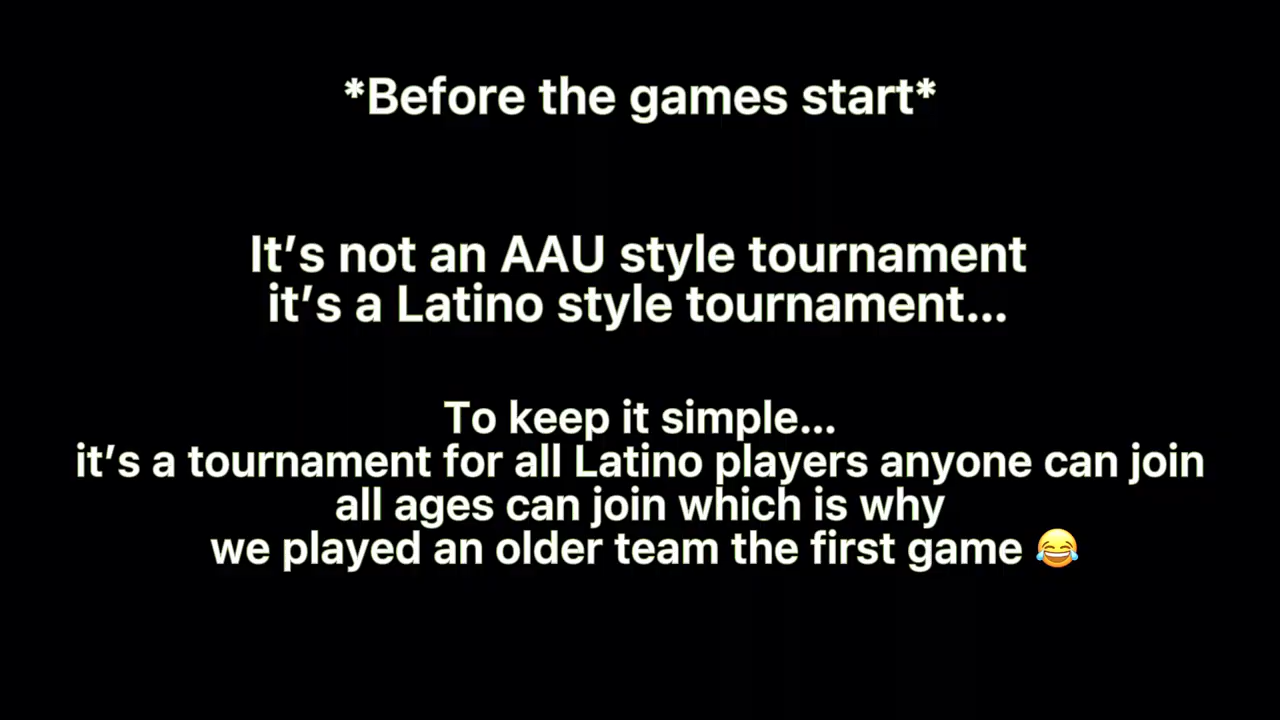 *Before the games start*
It’s not an AAU style tournament
it’s a Latino style tournament...
To keep it simple...
it’s a tournament for all Latino players anyone can join
all ages can join which is why
we played an older team the first game 😂